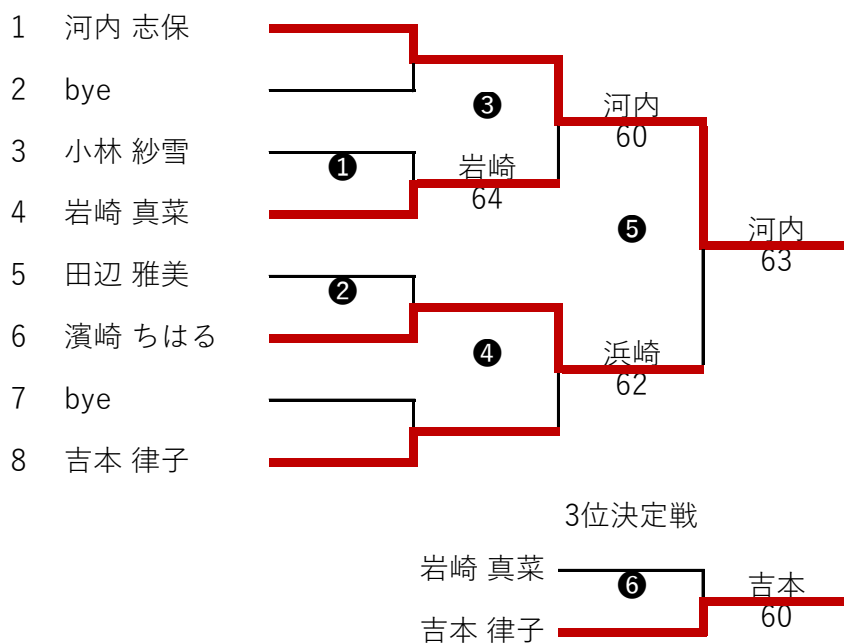 1 河内 志保
2 bye
❸ 河内
60
3 小林 紗雪
❶ 岩崎
64
4 岩崎 真菜
❺ 河内
63
5 田辺 雅美
❷
6 濱崎 ちはる
❹ 浜崎
62
7 bye
8 吉本 律子
3位決定戦
岩崎 真菜
❻ 吉本
60
吉本 律子